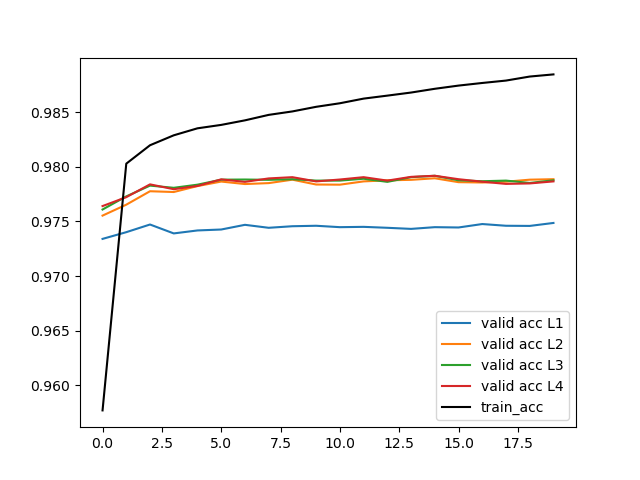 0.985
0.980
0.975
0.970
0.965
0.960
valid acc L1
valid acc L2
valid acc L3
valid acc L4
train_acc
0.0 2.5 5.0 7.5 10.0 12.5 15.0 17.5